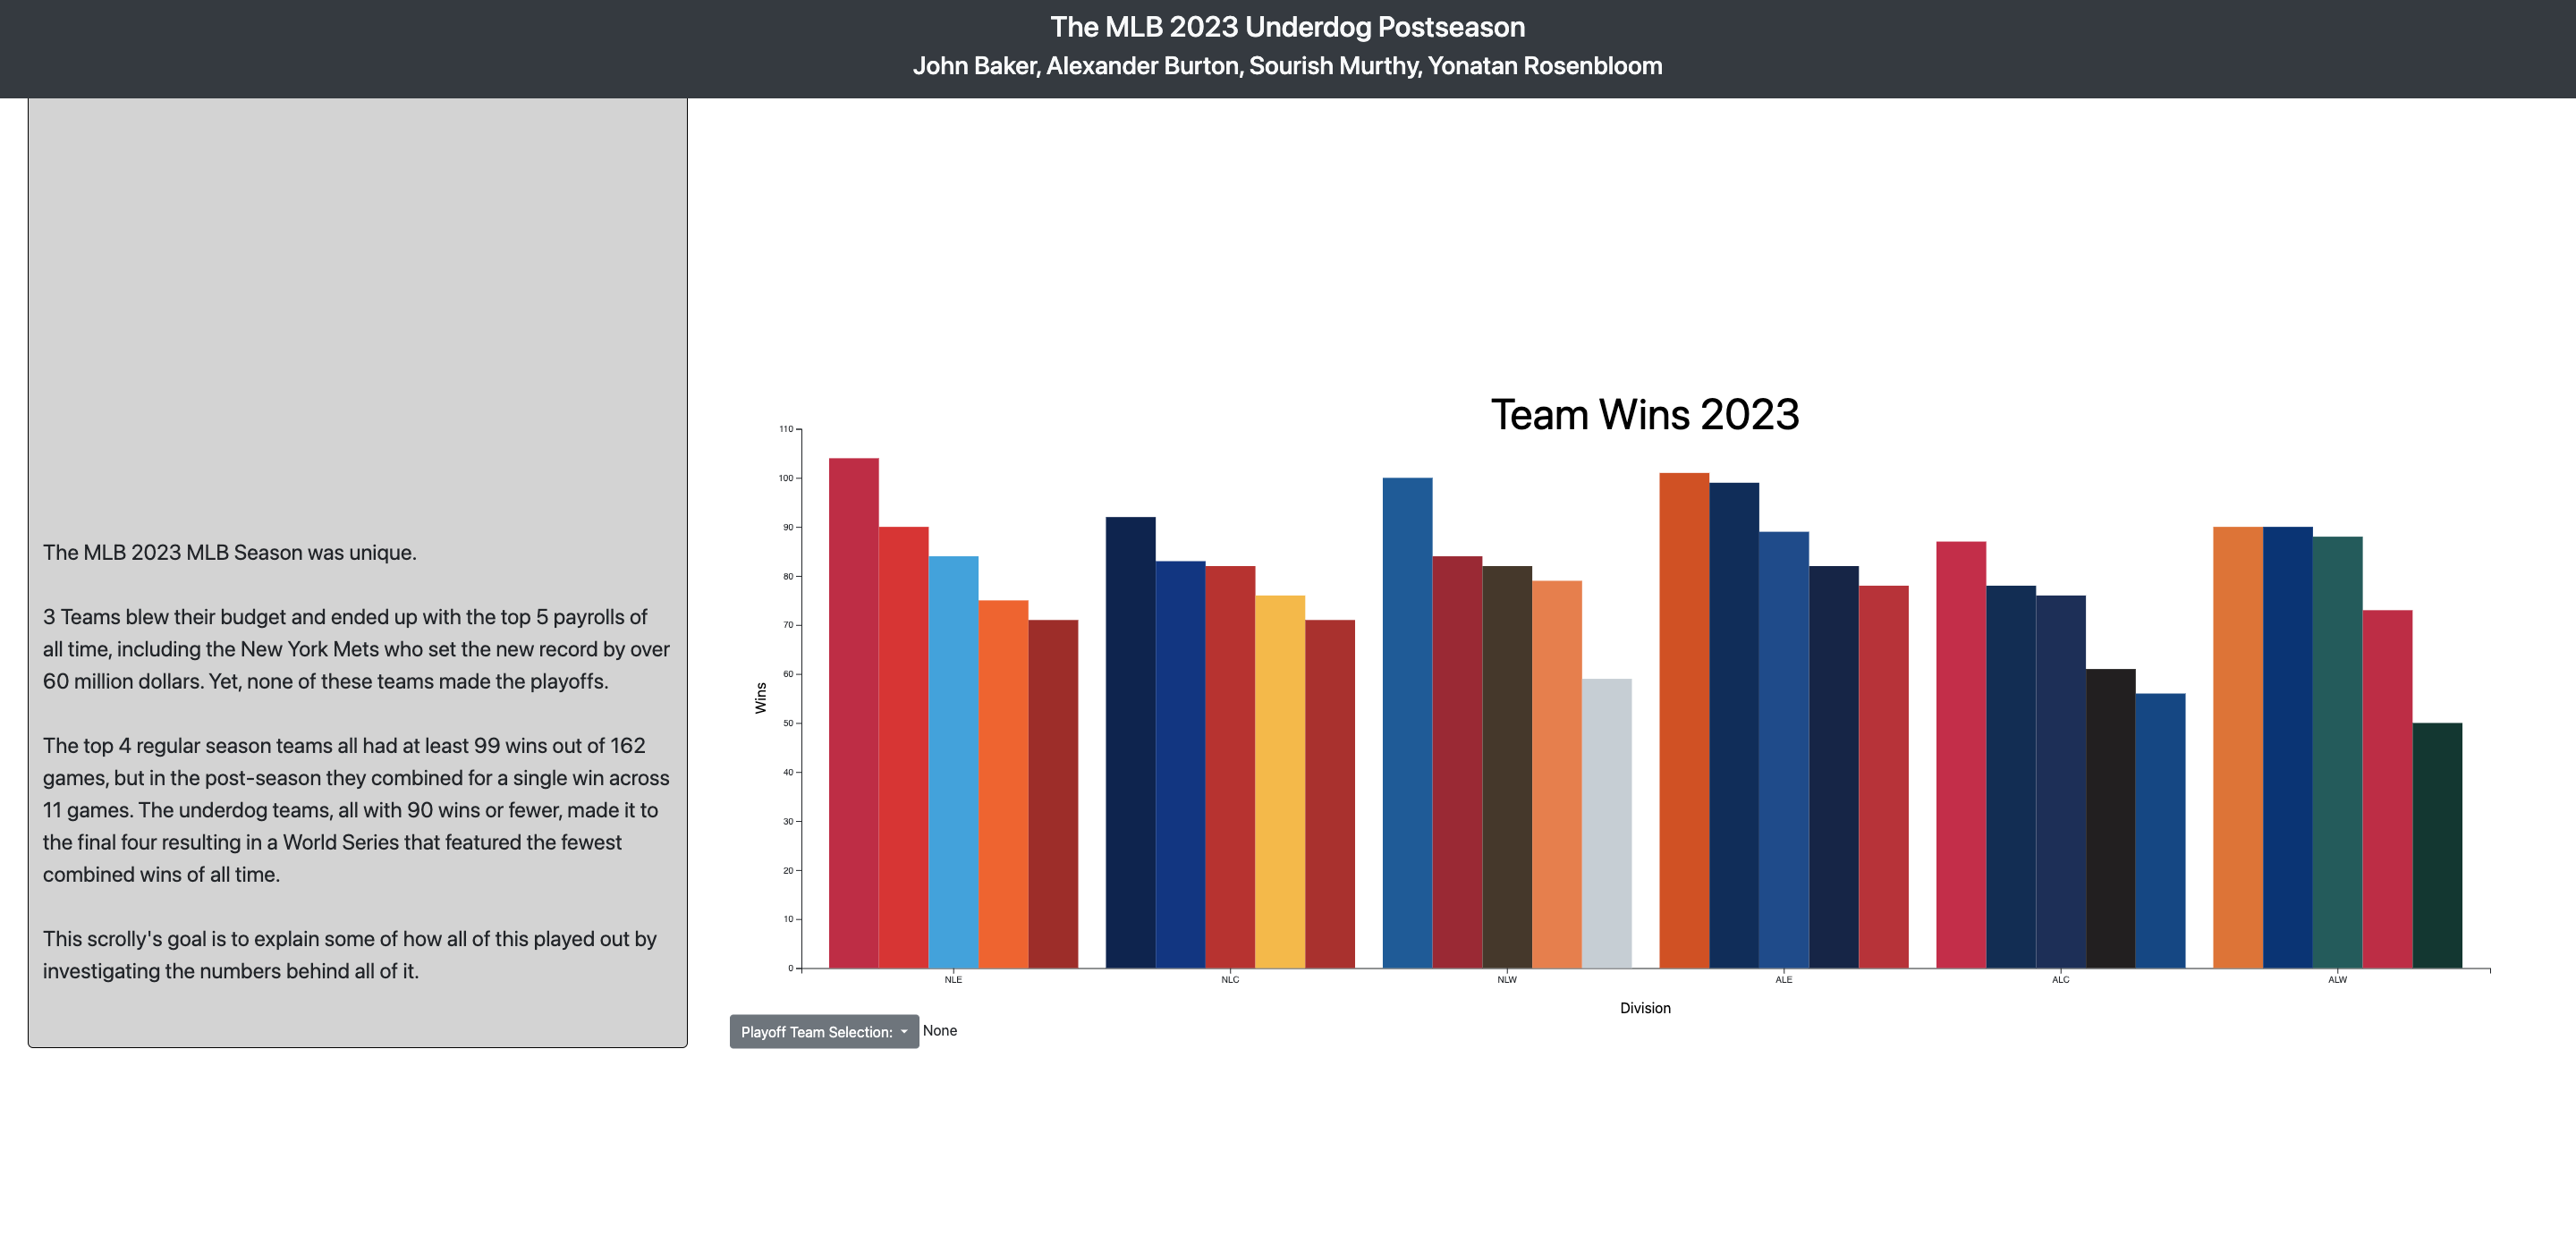 The MLB 2023 Underdog Postseason
John Baker, Alexander Burton, Sourish Murthy, Yonatan Rosenbloom
The MLB 2023 MLB Season was unique.
3 Teams blew their budget and ended up with the top 5 payrolls of
all time, including the New York Mets who set the new record by over
60 million dollars. Yet, none of these teams made the playoffs.
The top 4 regular season teams all had at least 99 wins out of 162
games, but in the post-season they combined for a single win across
11 games. The underdog teams, all with 90 wins or fewer, made it to
the final four resulting in a World Series that featured the fewest
combined wins of all time.
This scrolly's goal is to explain some of how all of this played out by
investigating the numbers behind all of it.
Team Wins 2023
110
100
90
80
70
60
50
40
30
20
10
0
Wins
NLE NLC NLW ALE ALC ALW
Division
Playoff Team Selection: None